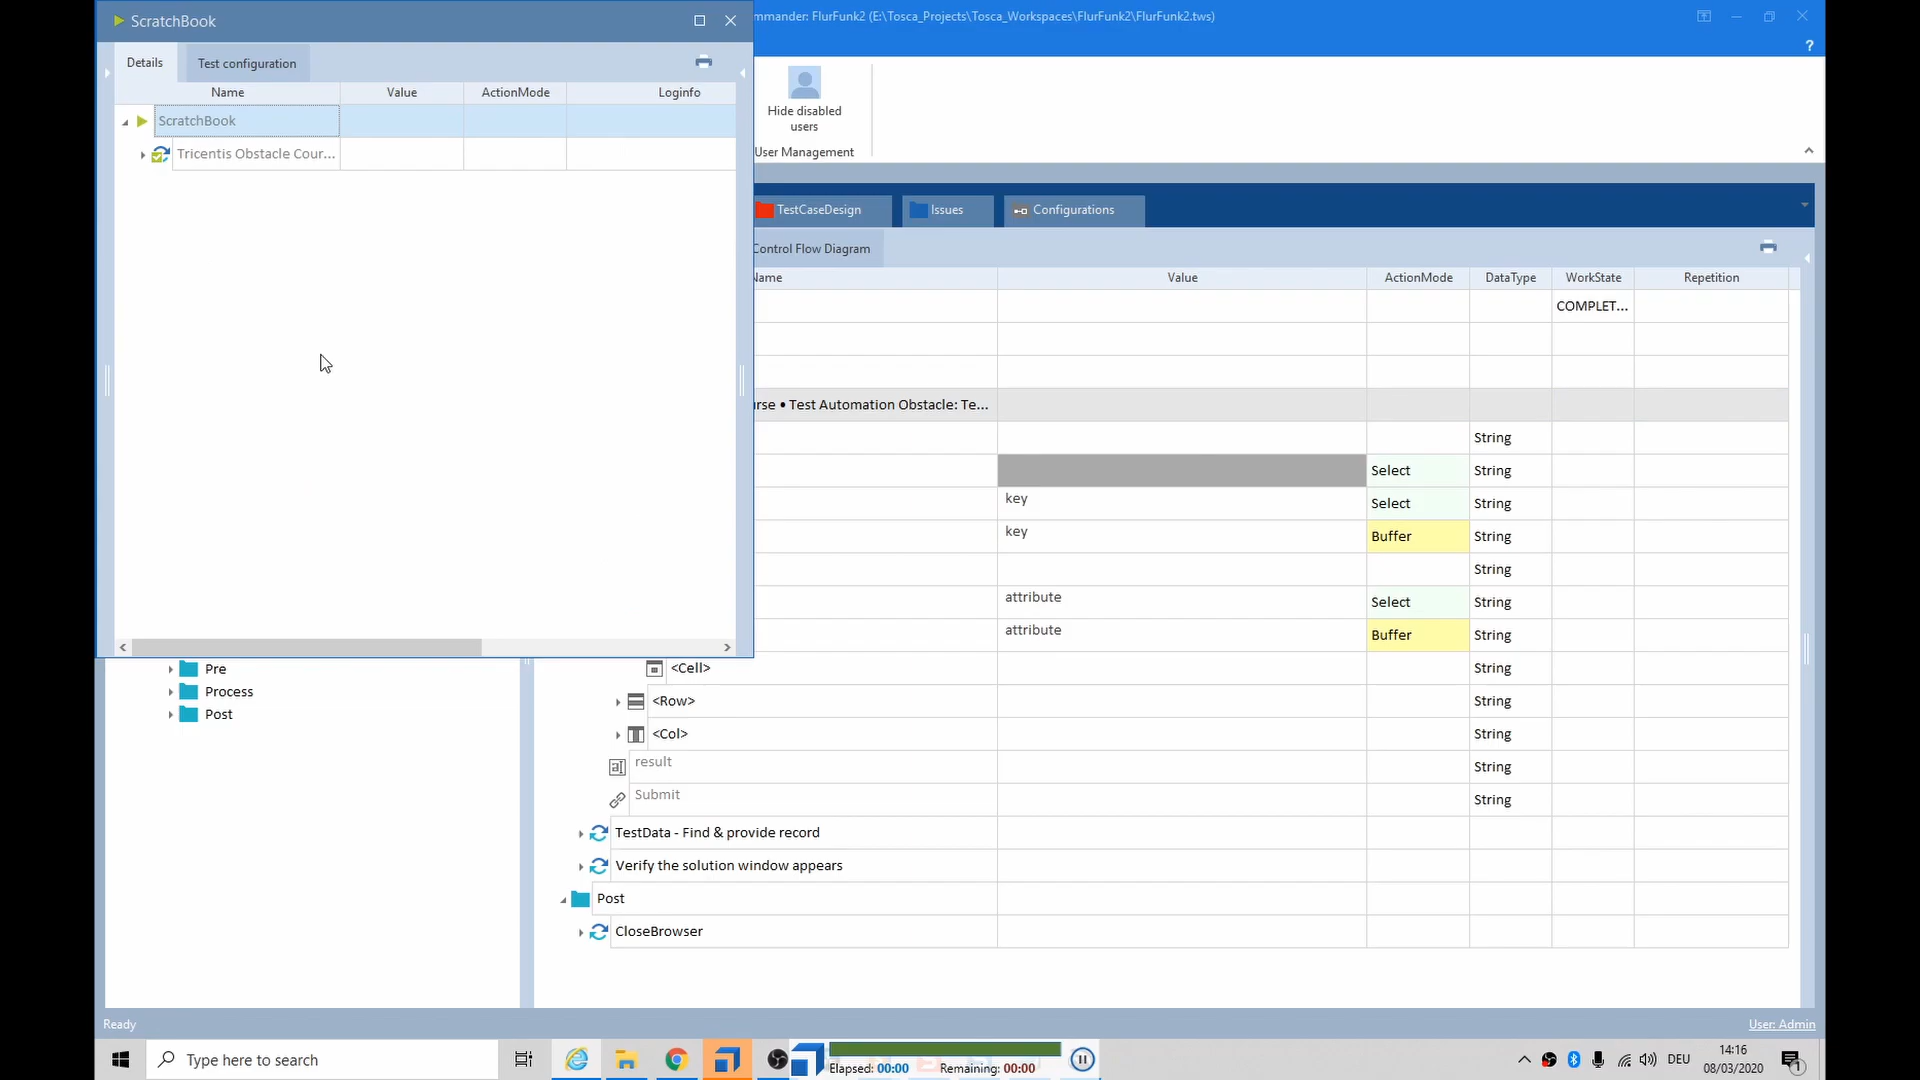 ScratchBook
mmander: FlurFunk2 (E:\Tosca_Projects\Tosca_Workspaces\FlurFunk2\FlurFunk2.tws)
?
Details
Test configuration
Name
Value
ActionMode
Loginfo
ScratchBook
Tricentis Obstacle Cour...
Hide disabled
users
User Management
TestCaseDesign
Issues
Configurations
Control Flow Diagram
Name
Value
ActionMode
DataType
WorkState
Repetition
COMPLET...
urse • Test Automation Obstacle: Te...
String
Select
String
key
Select
String
key
Buffer
String
String
attribute
Select
String
attribute
Buffer
String
Pre
<Cell>
String
Process
<Row>
String
Post
<Col>
String
result
String
Submit
String
TestData - Find & provide record
Verify the solution window appears
Post
CloseBrowser
Ready
User: Admin
Type here to search
Elapsed: 00:00
Remaining: 00:00
DEU
14:16
08/03/2020
1